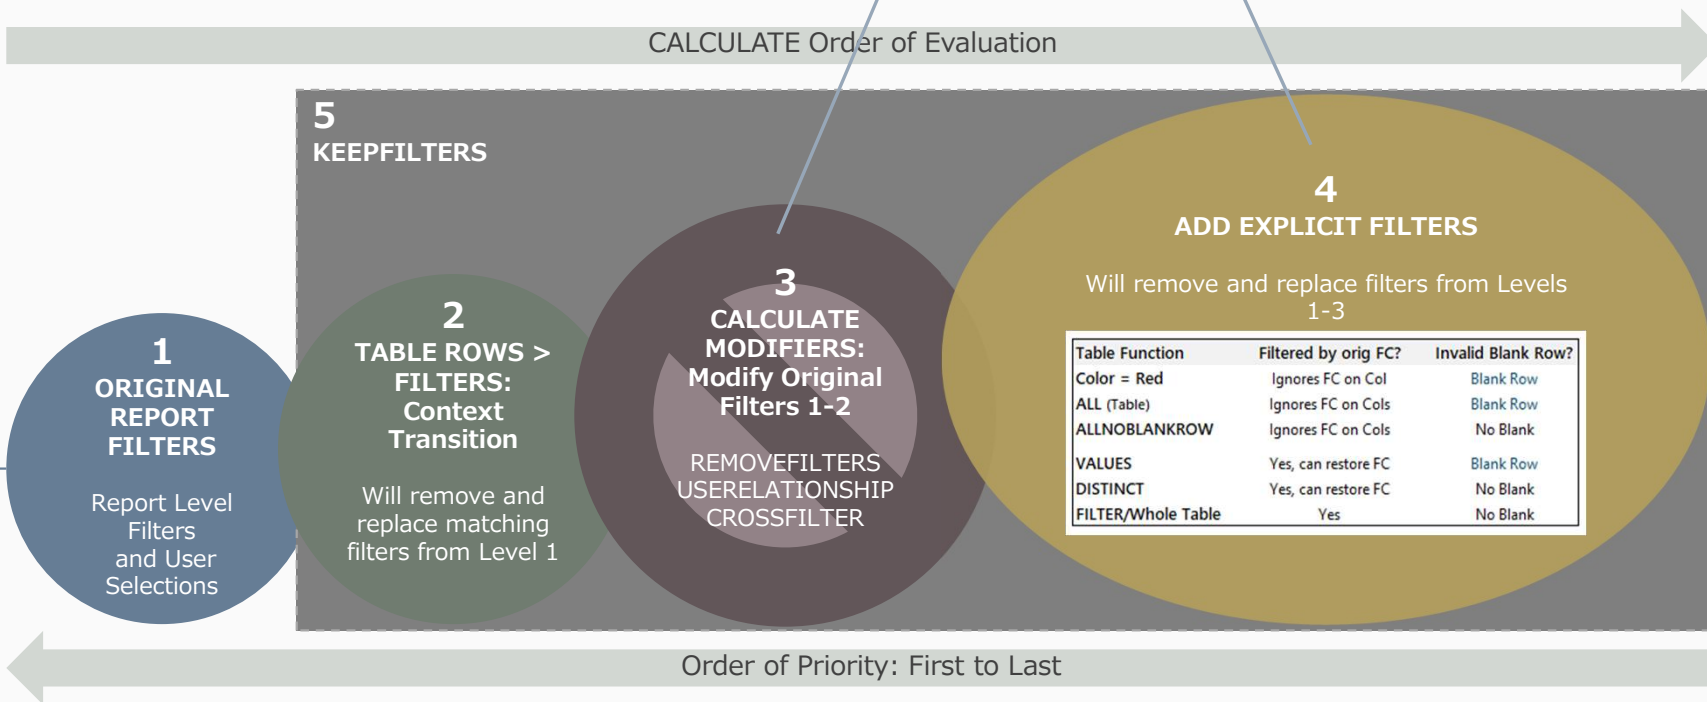 CALCULATE Order of Evaluation
5
KEEPFILTERS
1
ORIGINAL
REPORT
FILTERS
Report Level
Filters
and User
Selections
2
TABLE ROWS >
FILTERS:
Context
Transition
Will remove and
replace matching
filters from Level 1
3
CALCULATE
MODIFIERS:
Modify Original
Filters 1-2
REMOVEFILTERS
USERELATIONSHIP
CROSSFILTER
4
ADD EXPLICIT FILTERS
Will remove and replace filters from Levels
1-3
Table Function Filtered by orig FC? Invalid Blank Row?
Color = Red Ignores FC on Col Blank Row
ALL (Table) Ignores FC on Cols Blank Row
ALLNOBLANKROW Ignores FC on Cols No Blank
VALUES Yes, can restore FC Blank Row
DISTINCT Yes, can restore FC No Blank
FILTER/Whole Table Yes No Blank
Order of Priority: First to Last